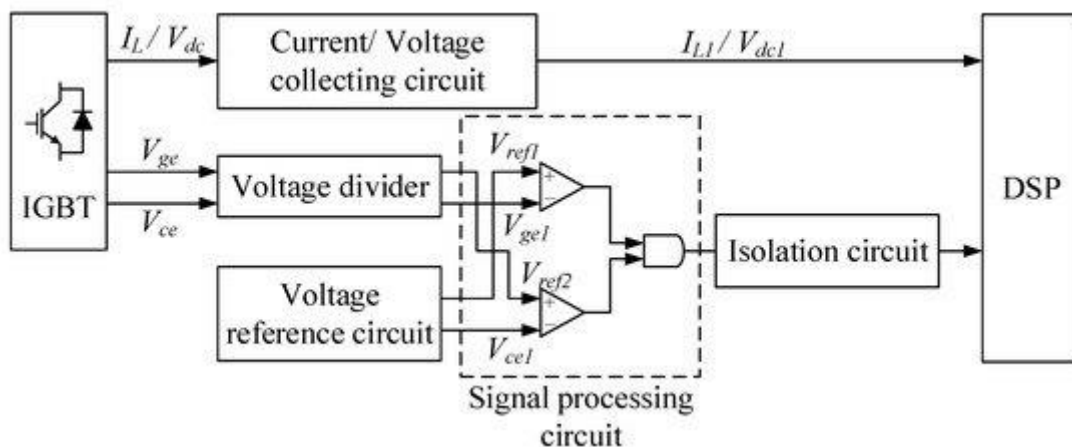 I_L / V_dc
Current/ Voltage
collecting circuit
I_L1 / V_dc1
IGBT
V_ge
V_ce
Voltage divider
V_ref1
V_ge1
V_ref2
V_ce1
+
−
+
−
Voltage
reference circuit
Signal processing
circuit
Isolation circuit
DSP